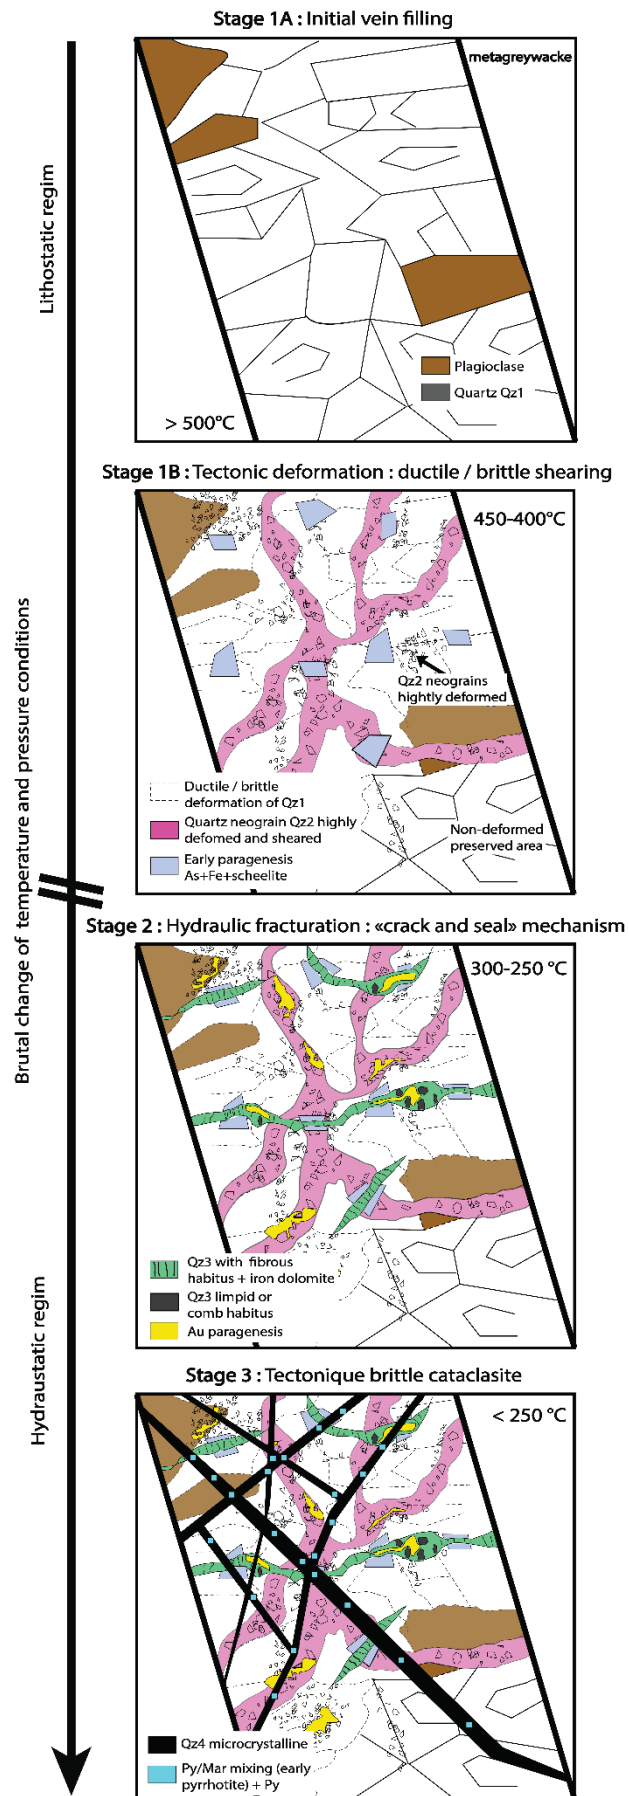 Stage 1A : Initial vein filling
metagreywacke
Lithostatic regim
Plagioclase
Quartz Qz1
> 500°C
Stage 1B : Tectonic deformation : ductile / brittle shearing
450-400°C
Qz2 neograins
hightly deformed
Ductile / brittle
deformation of Qz1
Quartz neograin Qz2 highly
defomed and sheared
Early paragenesis
As+Fe+scheelite
Non-deformed
preserved area
Brutal change of temperature and pressure conditions
Stage 2 : Hydraulic fracturation : «crack and seal» mechanism
300-250 °C
Qz3 with fibrous
habitus + iron dolomite
Qz3 limpid or
comb habitus
Au paragenesis
Hydraustatic regim
Stage 3 : Tectonique brittle cataclasite
< 250 °C
Qz4 microcrystalline
Py/Mar mixing (early
pyrrhotite) + Py